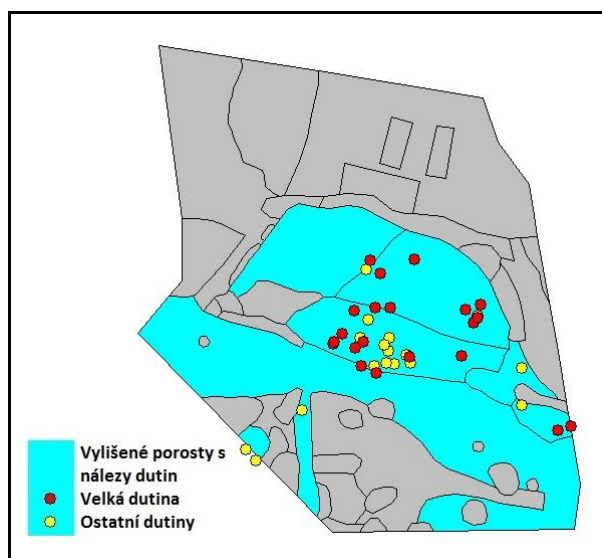 Vylišené porosty s
nálezy dutin
Velká dutina
Ostatní dutiny